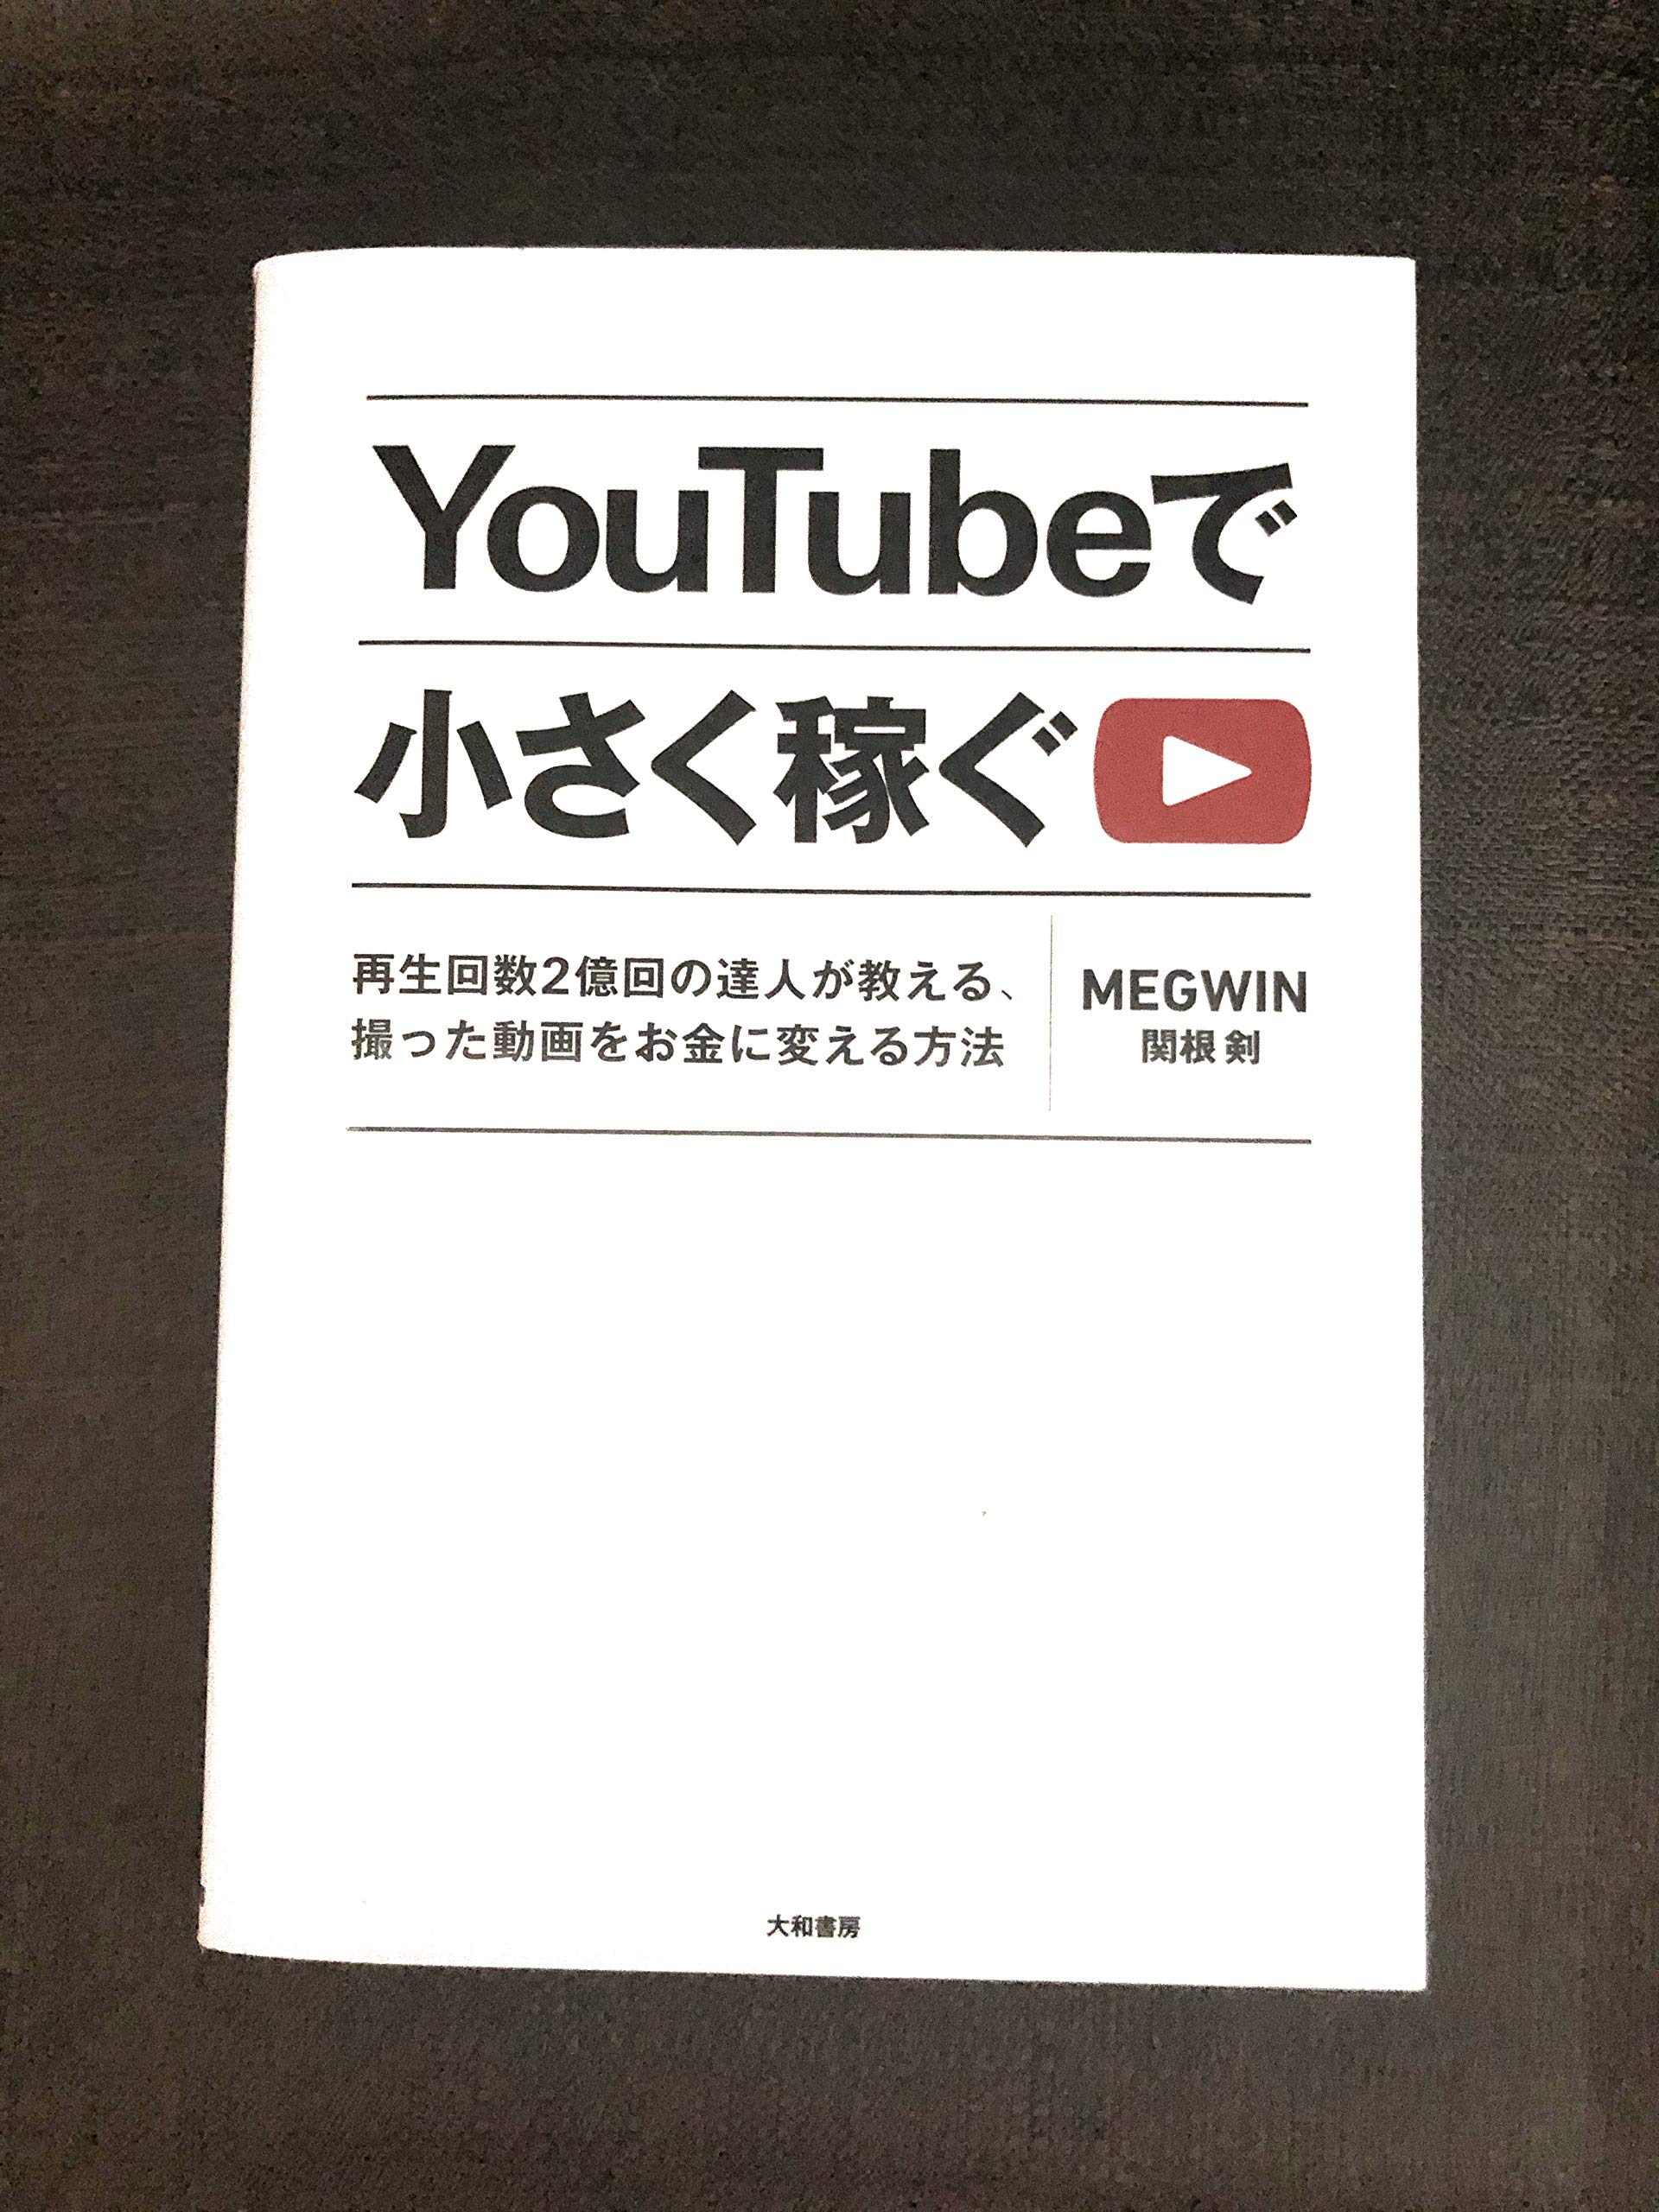 YouTubeで
小さく稼ぐ
再生回数2億回の達人が教える、
撮った動画をお金に変える方法
MEGWIN
関根 剣
大和書房